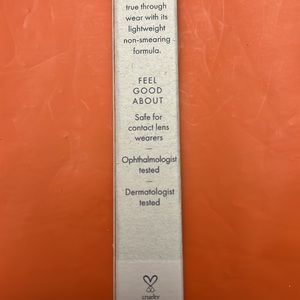 true through
wear with its
lightweight
non-smearing
formula.
FEEL
GOOD
ABOUT
Safe for
contact lens
wearers
Ophthalmologist
tested
Dermatologist
tested
cruelty